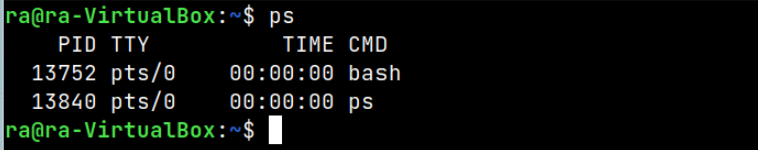 ra@ra-VirtualBox:~$ ps
    PID TTY          TIME CMD
  13752 pts/0    00:00:00 bash
  13840 pts/0    00:00:00 ps
ra@ra-VirtualBox:~$